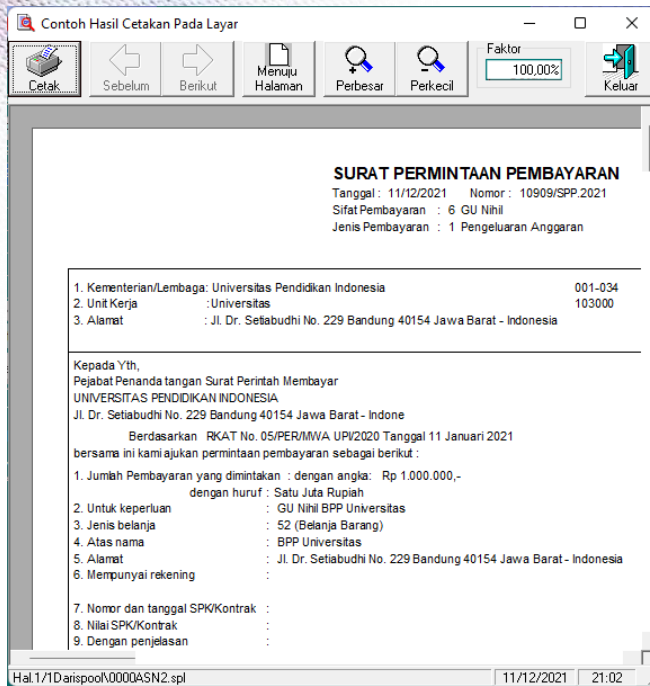 Contoh Hasil Cetakan Pada Layar
Cetak
Sebelum
Berikut
Menuju Halaman
Perbesar
Perkecil
Faktor
100,00%
Keluar
SURAT PERMINTAAN PEMBAYARAN
Tanggal : 11/12/2021 Nomor : 10909/SPP.2021
Sifat Pembayaran : 6 GU Nihil
Jenis Pembayaran : 1 Pengeluaran Anggaran
1. Kementerian/Lembaga: Universitas Pendidikan Indonesia 001-034
2. Unit Kerja :Universitas 103000
3. Alamat : Jl. Dr. Setiabudhi No. 229 Bandung 40154 Jawa Barat - Indonesia
Kepada Yth,
Pejabat Penanda tangan Surat Perintah Membayar
UNIVERSITAS PENDIDIKAN INDONESIA
Jl. Dr. Setiabudhi No. 229 Bandung 40154 Jawa Barat - Indone
Berdasarkan RKAT No. 05/PER/MWA UPI/2020 Tanggal 11 Januari 2021
bersama ini kami ajukan permintaan pembayaran sebagai berikut :
1. Jumlah Pembayaran yang dimintakan : dengan angka: Rp 1.000.000,-
dengan huruf : Satu Juta Rupiah
2. Untuk keperluan : GU Nihil BPP Universitas
3. Jenis belanja : 52 (Belanja Barang)
4. Atas nama : BPP Universitas
5. Alamat : Jl. Dr. Setiabudhi No. 229 Bandung 40154 Jawa Barat - Indonesia
6. Mempunyai rekening :
7. Nomor dan tanggal SPK/Kontrak :
8. Nilai SPK/Kontrak :
9. Dengan penjelasan :
Hal.1/1Darispool\0000ASN2.spl 11/12/2021 21:02